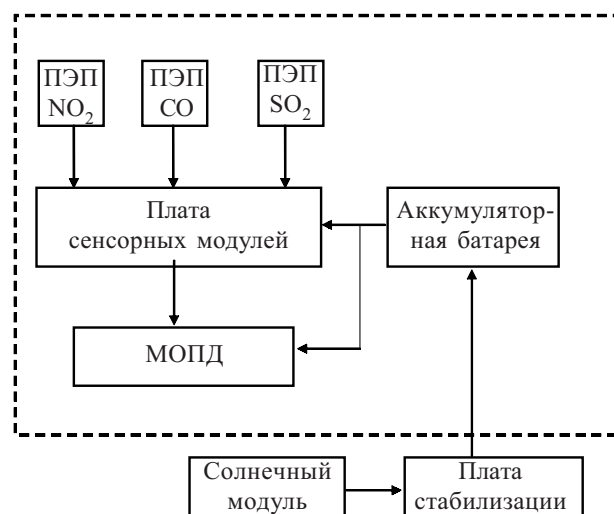 ПЭП
NO₂
ПЭП
CO
ПЭП
SO₂
Плата
сенсорных модулей
Аккумулятор-
ная батарея
МОПД
Солнечный
модуль
Плата
стабилизации